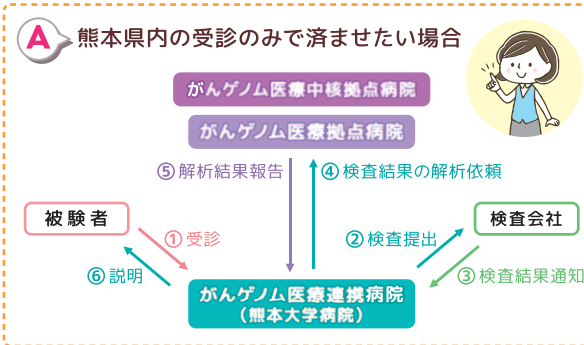 A 熊本県内の受診のみで済ませたい場合
がんゲノム医療中核拠点病院
がんゲノム医療拠点病院
⑤解析結果報告
④検査結果の解析依頼
被験者
検査会社
①受診
②検査提出
⑥説明
③検査結果通知
がんゲノム医療連携病院
（熊本大学病院）